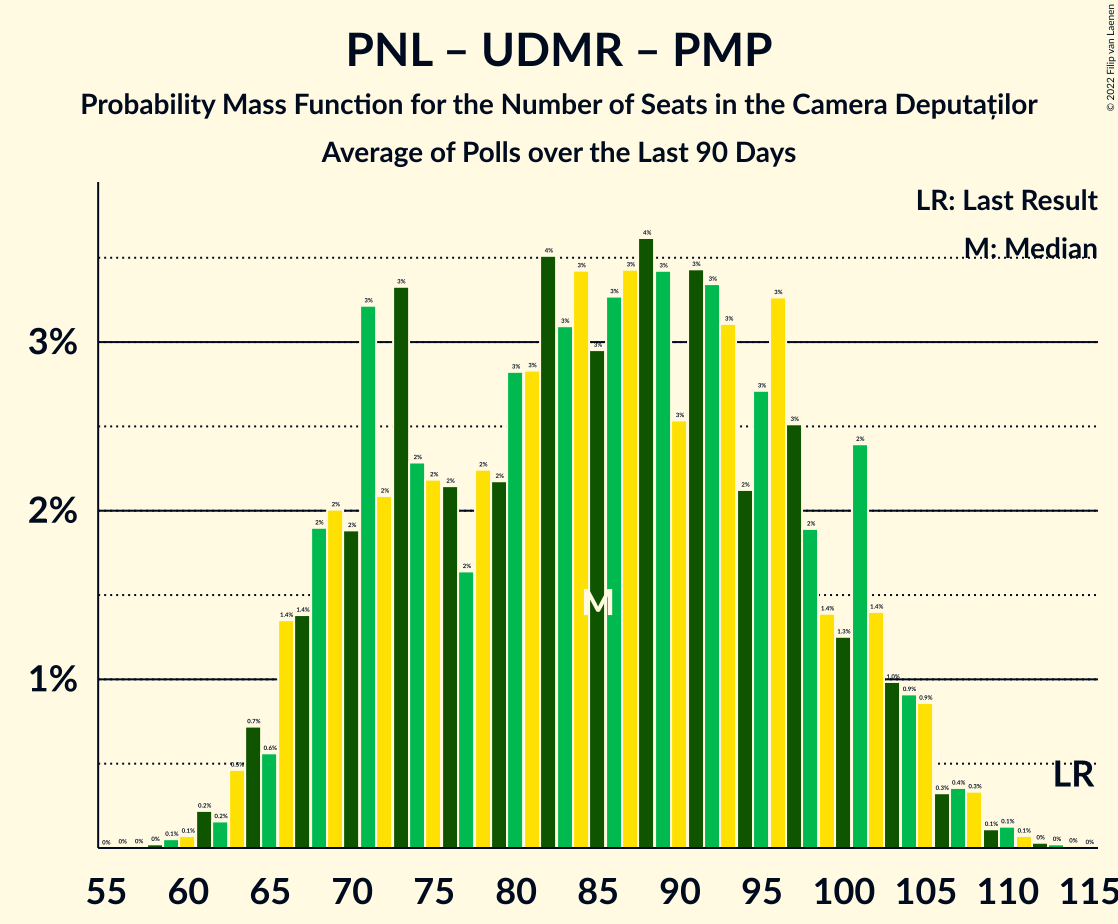 PNL – UDMR – PMP
Probability Mass Function for the Number of Seats in the Camera Deputaților
Average of Polls over the Last 90 Days
© 2022 Filip van Laenen
LR: Last Result
M: Median
3%
2%
1%
0% 0% 0% 0% 0.1% 0.1% 0.2% 0.2% 0.5% 0.7% 0.6% 1.4% 1.4% 2% 2% 2% 3% 2% 3% 2% 2% 2% 2% 2% 2% 3% 3% 4% 3% 3% 3% 3% 3% 4% 3% 3% 3% 3% 3% 2% 3% 3% 3% 2% 1.4% 1.3% 2% 1.4% 1.0% 0.9% 0.9% 0.3% 0.4% 0.3% 0.1% 0.1% 0.1% 0% 0% 0% 0%
M
LR
55 60 65 70 75 80 85 90 95 100 105 110 115